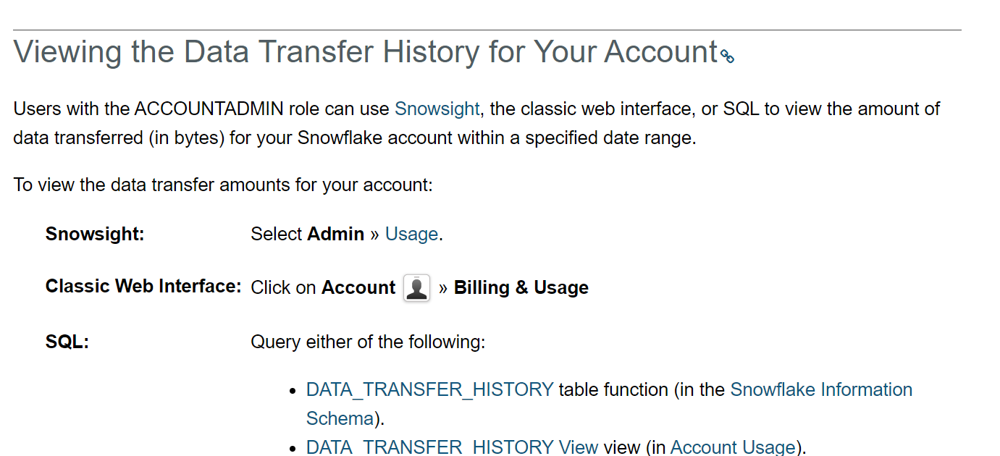 Viewing the Data Transfer History for Your Account
Users with the ACCOUNTADMIN role can use Snowsight, the classic web interface, or SQL to view the amount of
data transferred (in bytes) for your Snowflake account within a specified date range.
To view the data transfer amounts for your account:
Snowsight: Select Admin » Usage.
Classic Web Interface: Click on Account » Billing & Usage
SQL: Query either of the following:
• DATA_TRANSFER_HISTORY table function (in the Snowflake Information
Schema).
• DATA_TRANSFER_HISTORY View view (in Account Usage).